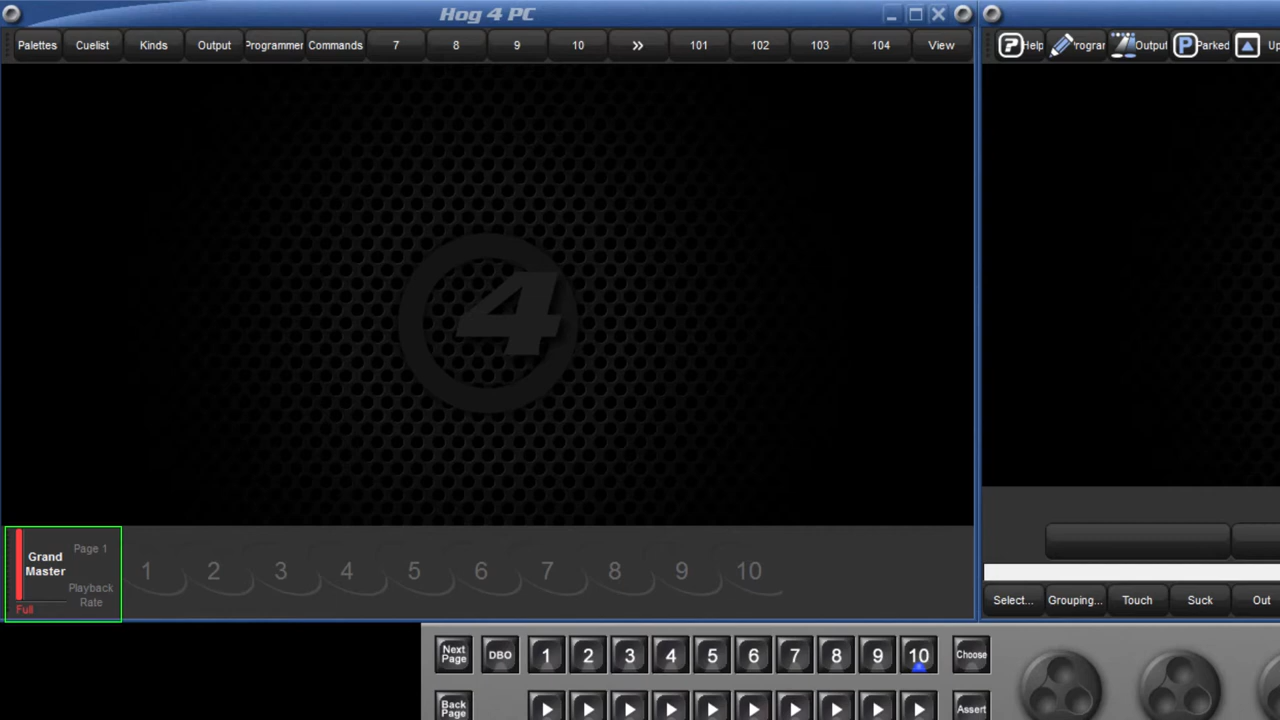 Hog 4 PC
Palettes Cuelist Kinds Output Programmer Commands 7 8 9 10 » 101 102 103 104 View
Help Progran Output Parked Up
4
Grand Master Page 1 Playback Rate Full
1 2 3 4 5 6 7 8 9 10
Select... Grouping... Touch Suck Out
Next Page DBO 1 2 3 4 5 6 7 8 9 10 Choose
Back Page Assert